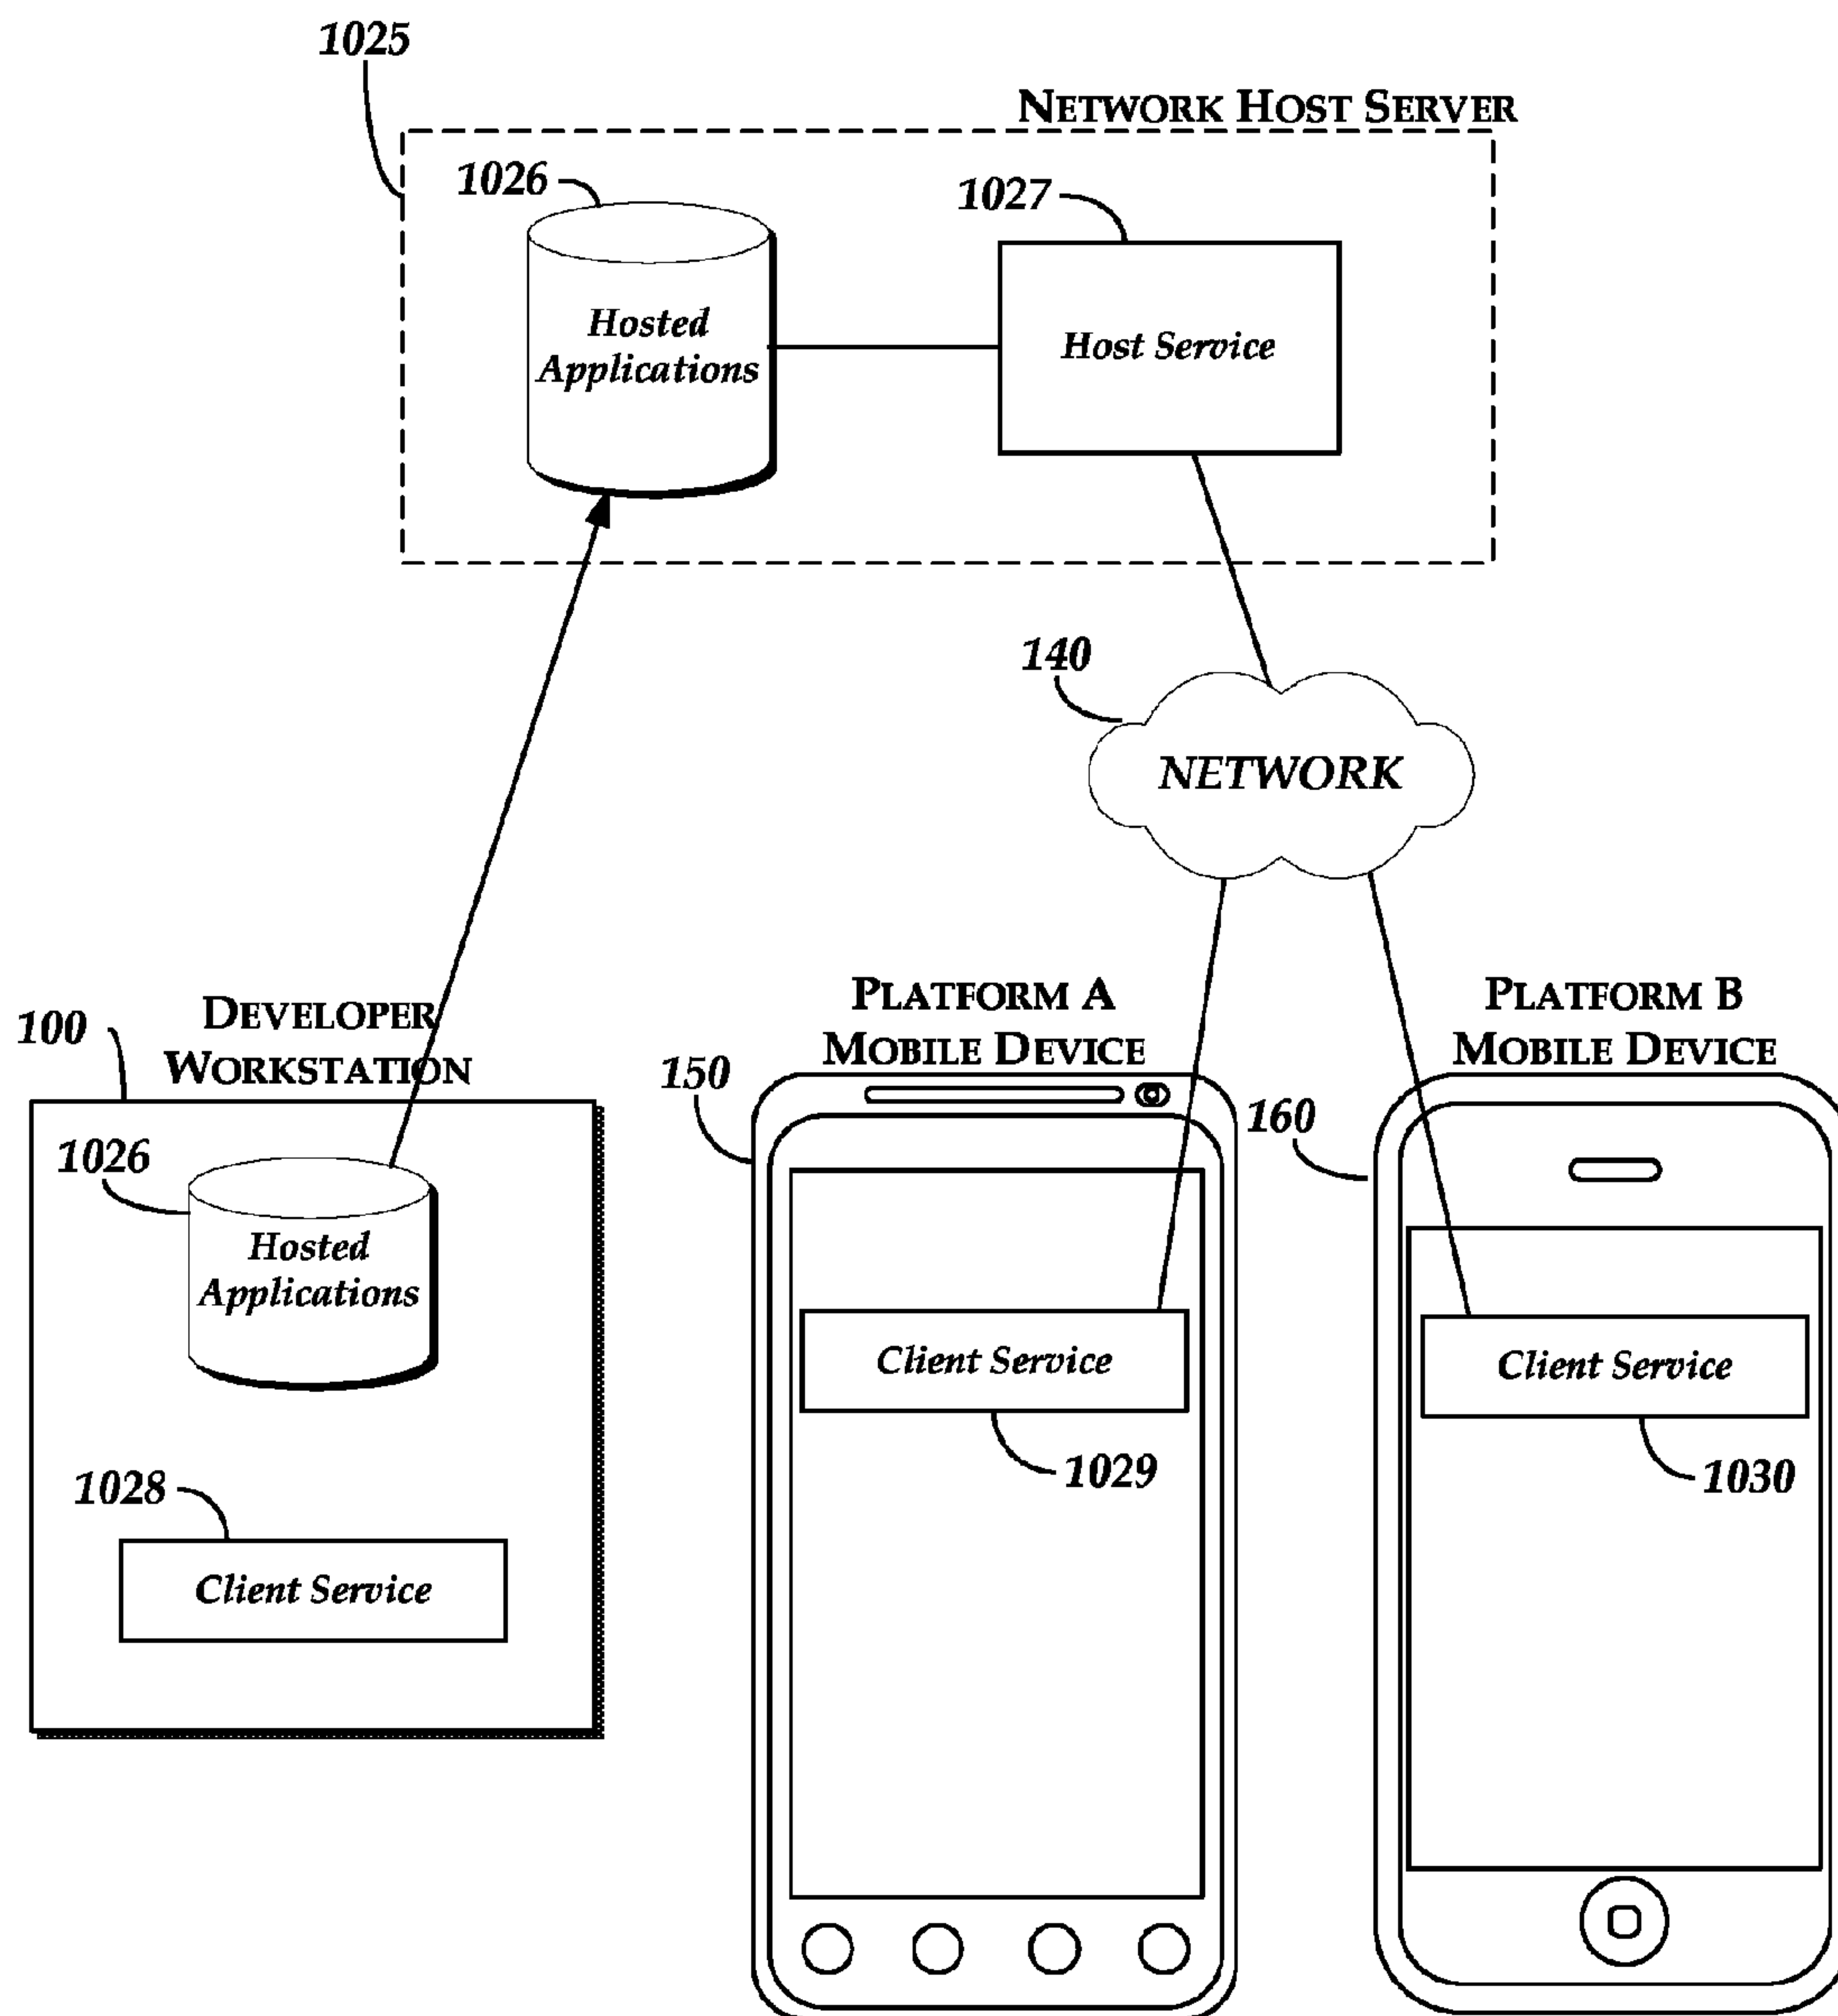 1025
NETWORK HOST SERVER
1026
1027
Hosted
Applications
Host Service
140
NETWORK
100
DEVELOPER
WORKSTATION
PLATFORM A
MOBILE DEVICE
PLATFORM B
MOBILE DEVICE
150
160
1026
Hosted
Applications
Client Service
Client Service
1029
1030
1028
Client Service